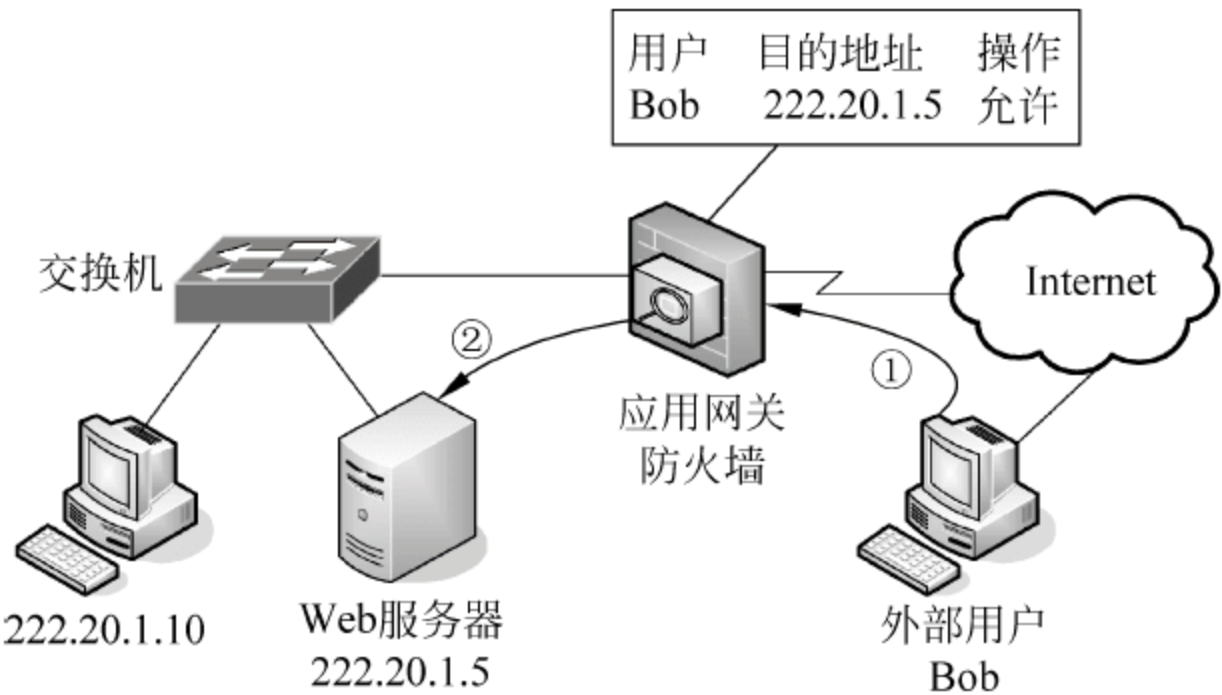 用户 目的地址 操作
Bob 222.20.1.5 允许
交换机
Internet
②
①
应用网关
防火墙
222.20.1.10
Web服务器
222.20.1.5
外部用户
Bob